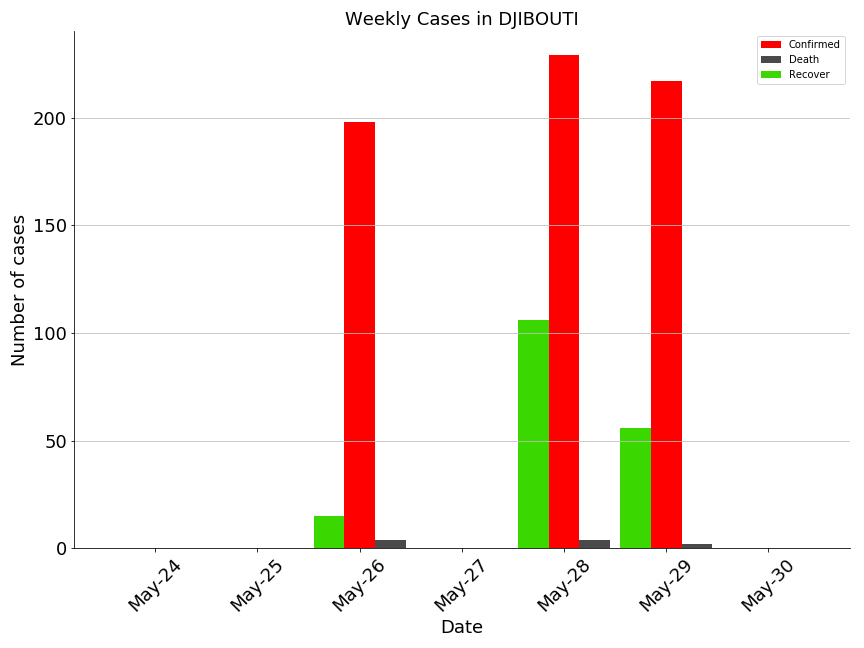 Weekly Cases in DJIBOUTI
Confirmed
Death
Recover
Number of cases
200
150
100
50
0
May-24
May-25
May-26
May-27
May-28
May-29
May-30
Date